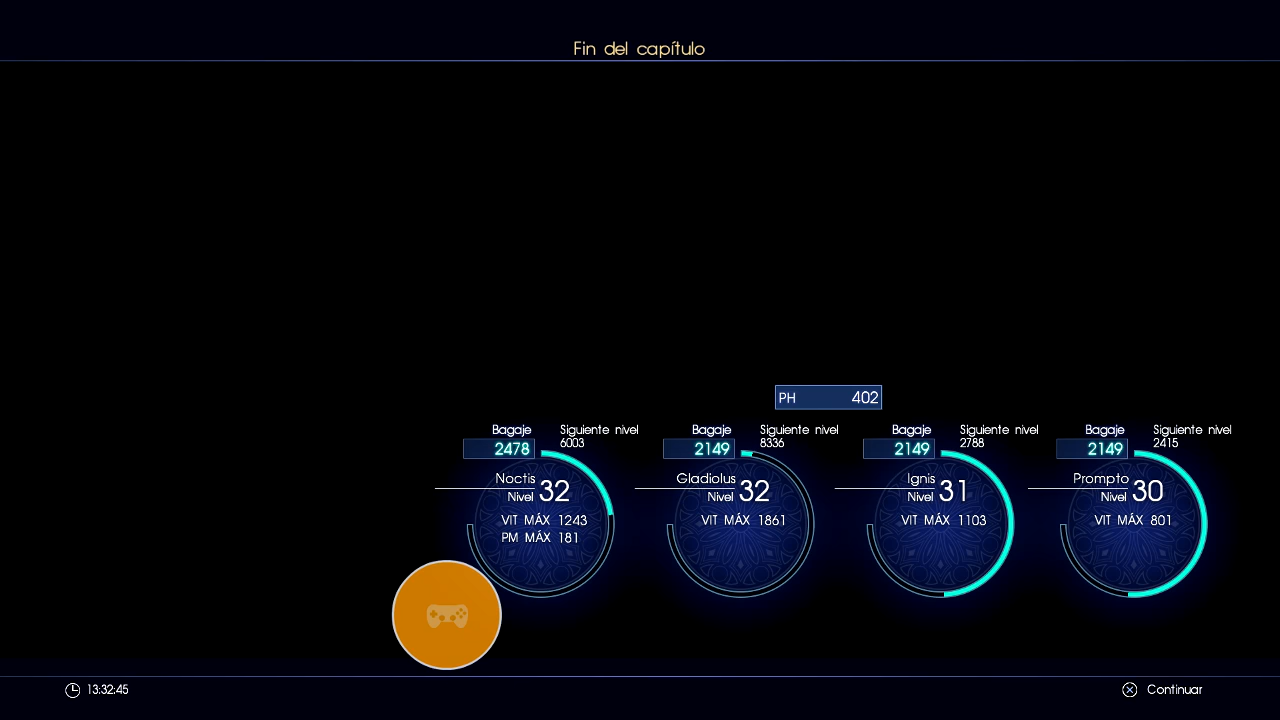 Fin del capítulo
PH 402
Bagaje Siguiente nivel
2478 6003
Noctis
Nivel 32
VIT MÁX 1243
PM MÁX 181
Bagaje Siguiente nivel
2149 8336
Gladiolus
Nivel 32
VIT MÁX 1861
Bagaje Siguiente nivel
2149 2788
Ignis
Nivel 31
VIT MÁX 1103
Bagaje Siguiente nivel
2149 2415
Prompto
Nivel 30
VIT MÁX 801
13:32:45
Continuar